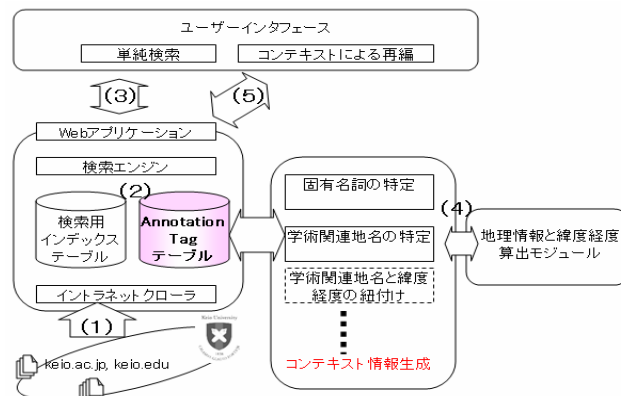 ユーザーインタフェース
単純検索
コンテキストによる再編
(3)
(5)
Webアプリケーション
検索エンジン
(2)
検索用
インデックス
テーブル
Annotation
Tag
テーブル
イントラネットクローラ
(1)
Keio University
keio.ac.jp, keio.edu
固有名詞の特定
学術関連地名の特定
学術関連地名と緯度
経度の紐付け
コンテキスト情報生成
(4)
地理情報と緯度経度
算出モジュール